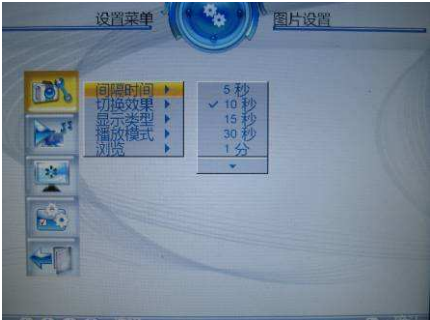 设置菜单
图片设置
间隔时间
切换效果
显示类型
播放模式
浏览
5 秒
10 秒
15 秒
30 秒
1 分